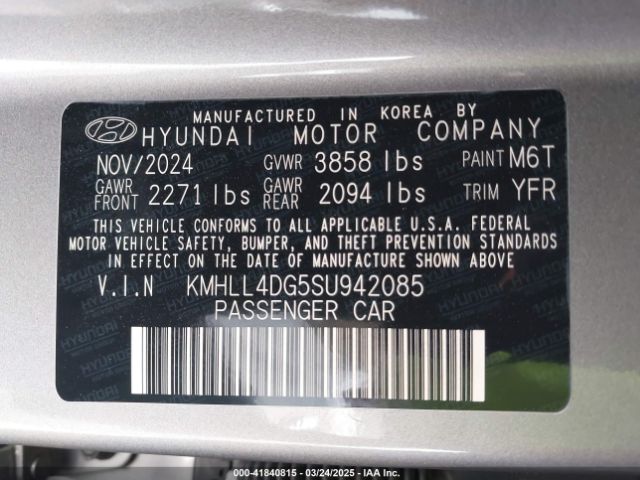 MANUFACTURED IN KOREA BY
HYUNDAI MOTOR COMPANY
NOV/2024 GVWR 3858 lbs PAINT M6T
GAWR FRONT 2271 lbs GAWR REAR 2094 lbs TRIM YFR
THIS VEHICLE CONFORMS TO ALL APPLICABLE U.S.A. FEDERAL
MOTOR VEHICLE SAFETY, BUMPER, AND THEFT PREVENTION STANDARDS
IN EFFECT ON THE DATE OF MANUFACTURE SHOWN ABOVE
V.I.N KMHLL4DG5SU942085
PASSENGER CAR
000-41840815 - 03/24/2025 - IAA Inc.